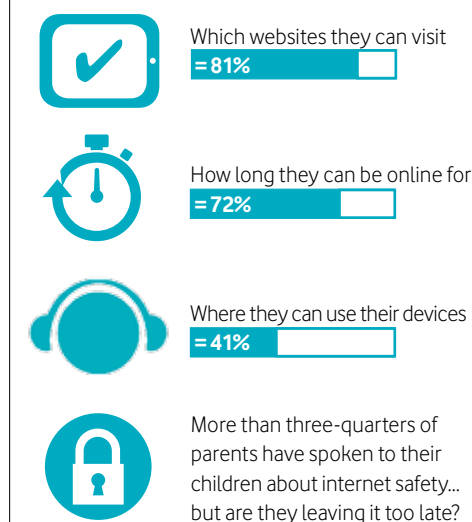 Which websites they can visit
= 81%
How long they can be online for
= 72%
Where they can use their devices
= 41%
More than three-quarters of
parents have spoken to their
children about internet safety...
but are they leaving it too late?